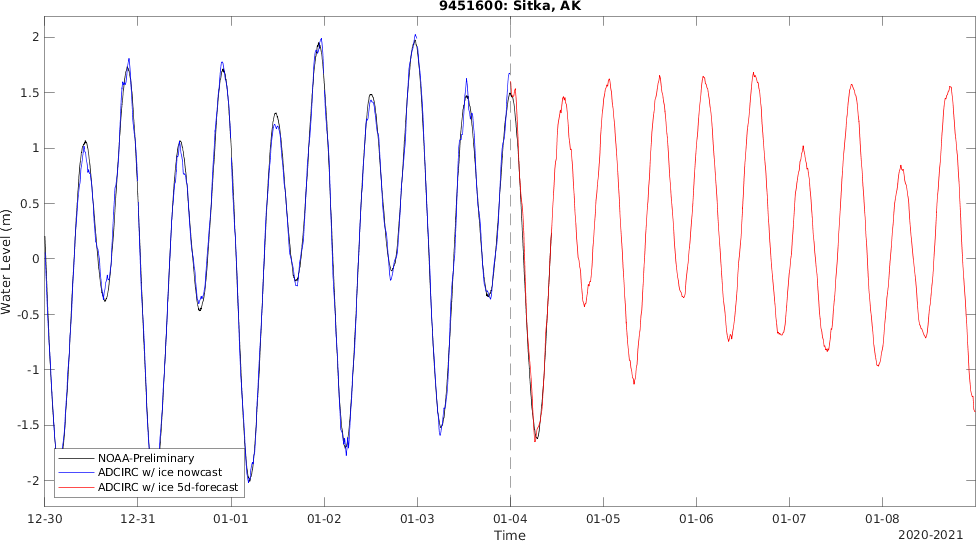 9451600: Sitka, AK
2
1.5
1
0.5
0
-0.5
-1
-1.5
-2
Water Level (m)
NOAA-Preliminary
ADCIRC w/ ice nowcast
ADCIRC w/ ice 5d-forecast
12-30 12-31 01-01 01-02 01-03 01-04 01-05 01-06 01-07 01-08
Time
2020-2021